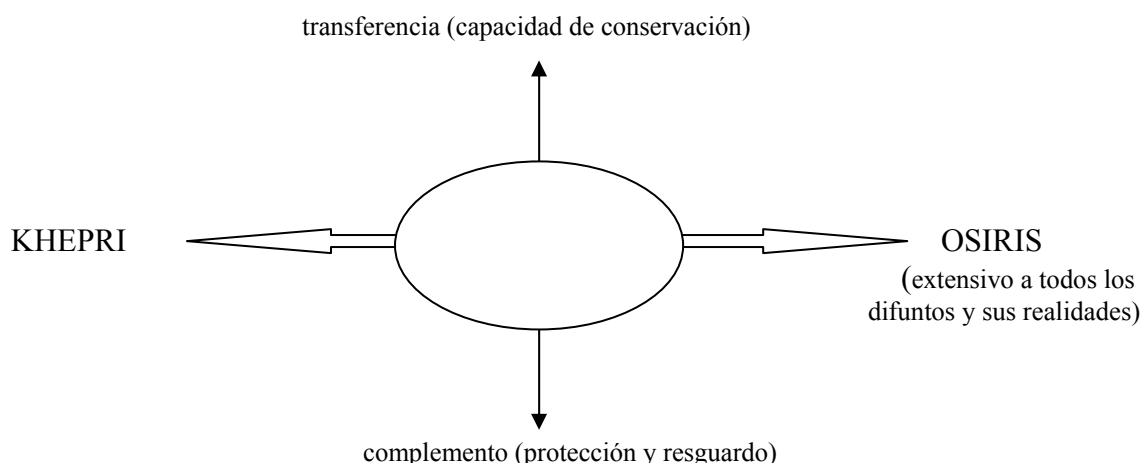 transferencia (capacidad de conservación)
KHEPRI
OSIRIS
(extensivo a todos los
difuntos y sus realidades)
complemento (protección y resguardo)